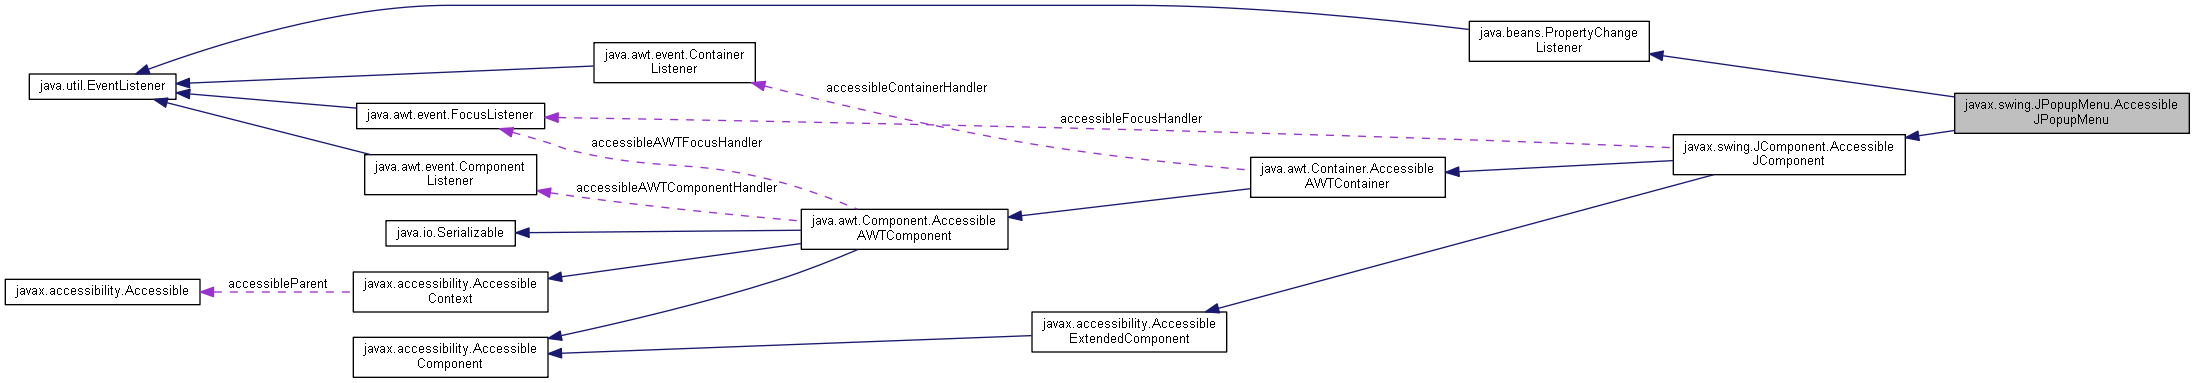 java.beans.PropertyChange
Listener
java.awt.event.Container
Listener
java.util.EventListener
accessibleContainerHandler
javax.swing.JPopupMenu.Accessible
JPopupMenu
java.awt.event.FocusListener
accessibleFocusHandler
accessibleAWTFocusHandler
javax.swing.JComponent.Accessible
JComponent
java.awt.event.Component
Listener
java.awt.Container.Accessible
AWTContainer
accessibleAWTComponentHandler
java.awt.Component.Accessible
AWTComponent
java.io.Serializable
javax.accessibility.Accessible
accessibleParent
javax.accessibility.Accessible
Context
javax.accessibility.Accessible
ExtendedComponent
javax.accessibility.Accessible
Component